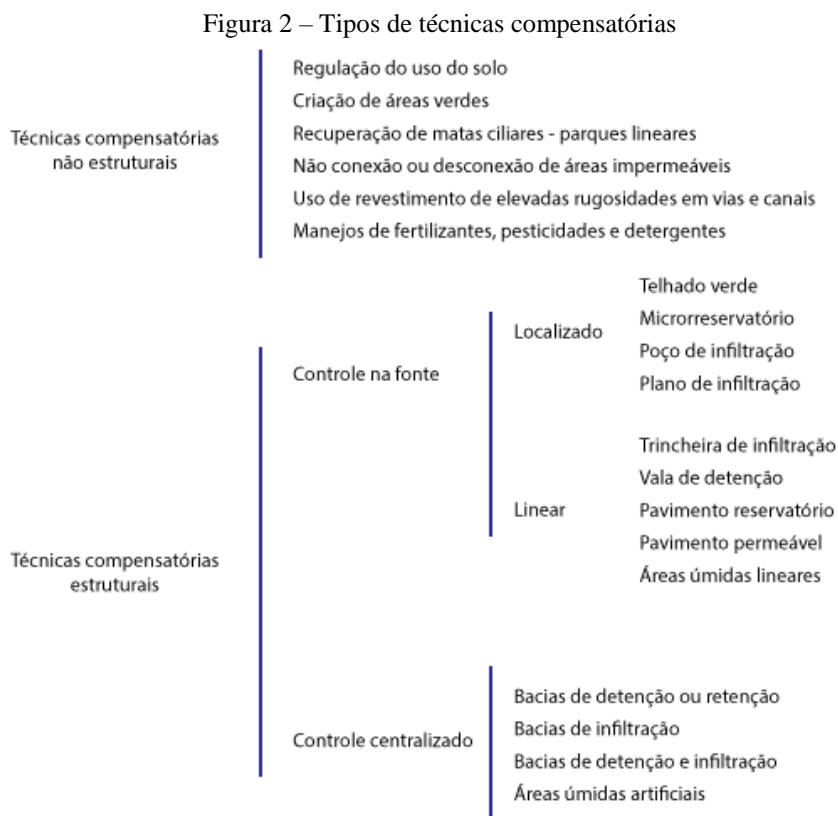 Figura 2 – Tipos de técnicas compensatórias
Técnicas compensatórias
não estruturais
Regulação do uso do solo
Criação de áreas verdes
Recuperação de matas ciliares - parques lineares
Não conexão ou desconexão de áreas impermeáveis
Uso de revestimento de elevadas rugosidades em vias e canais
Manejos de fertilizantes, pesticidades e detergentes
Técnicas compensatórias
estruturais
Controle na fonte
Localizado
Telhado verde
Microrreservatório
Poço de infiltração
Plano de infiltração
Linear
Trincheira de infiltração
Vala de detenção
Pavimento reservatório
Pavimento permeável
Áreas úmidas lineares
Controle centralizado
Bacias de detenção ou retenção
Bacias de infiltração
Bacias de detenção e infiltração
Áreas úmidas artificiais